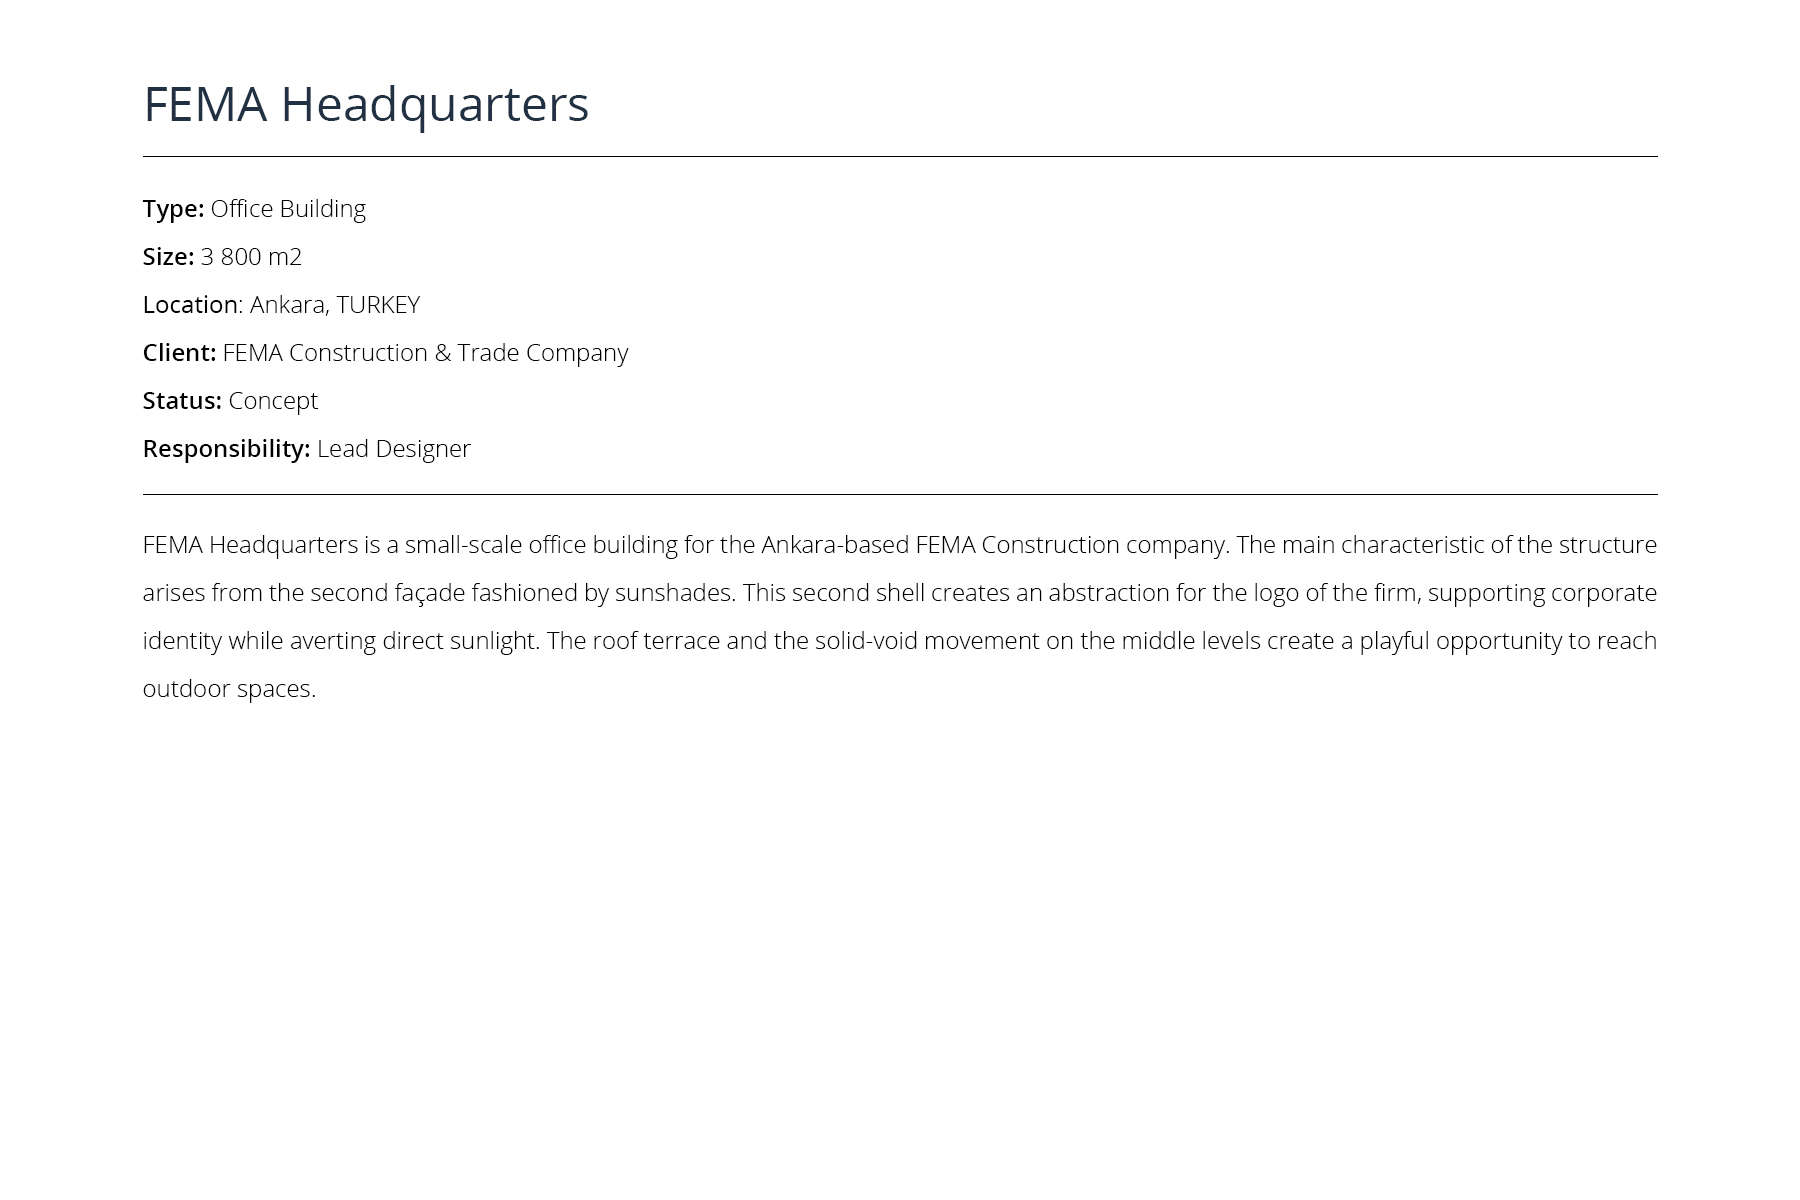 FEMA Headquarters
Type: Office Building
Size: 3 800 m2
Location: Ankara, TURKEY
Client: FEMA Construction & Trade Company
Status: Concept
Responsibility: Lead Designer
FEMA Headquarters is a small-scale office building for the Ankara-based FEMA Construction company. The main characteristic of the structure
arises from the second façade fashioned by sunshades. This second shell creates an abstraction for the logo of the firm, supporting corporate
identity while averting direct sunlight. The roof terrace and the solid-void movement on the middle levels create a playful opportunity to reach
outdoor spaces.